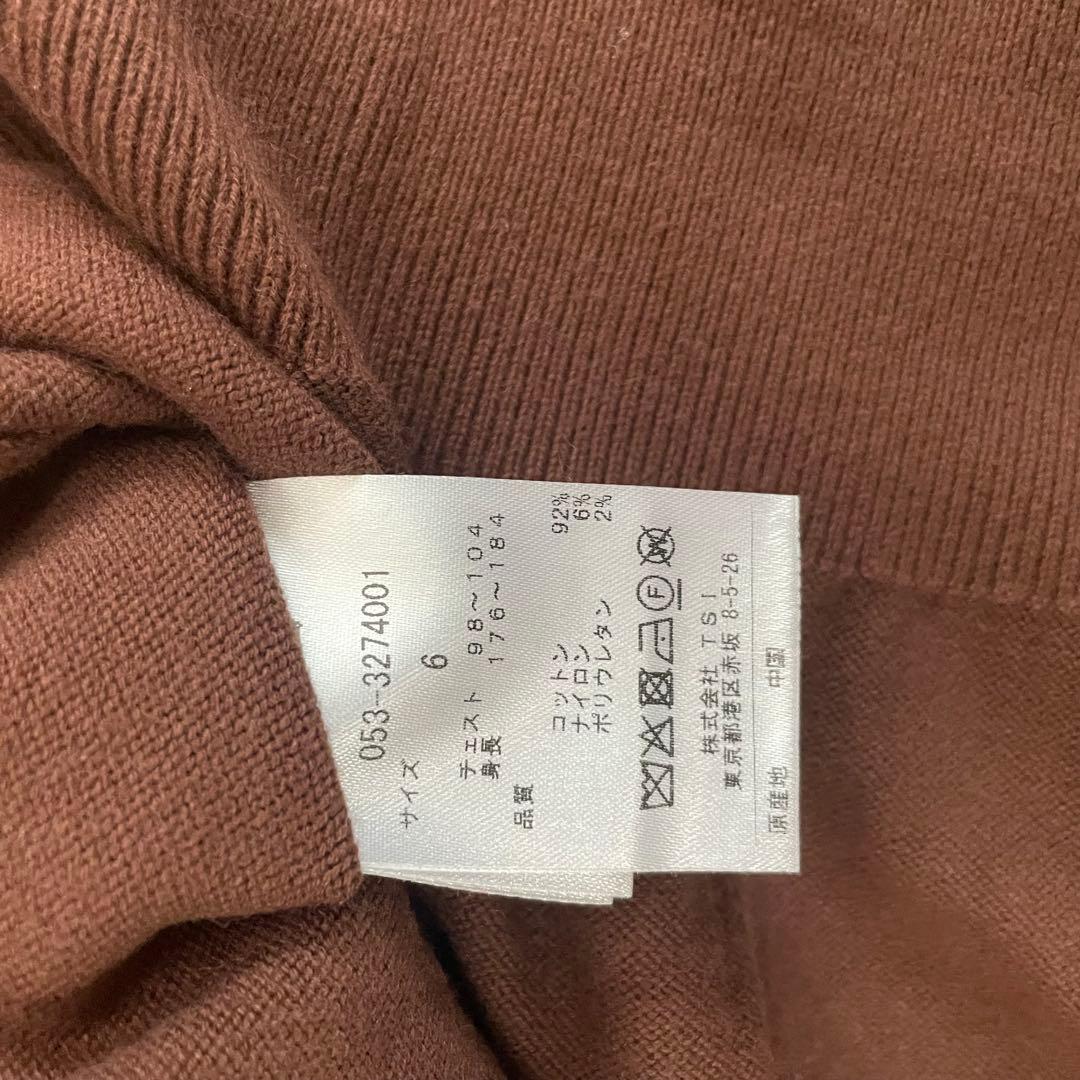 053-3274001
サイズ
6
チェスト 98～104
身長 176～184
品質
コットン 92%
ナイロン 6%
ポリウレタン 2%
F
W
株式会社 TSI
東京都港区赤坂 8-5-26
原産地 中国